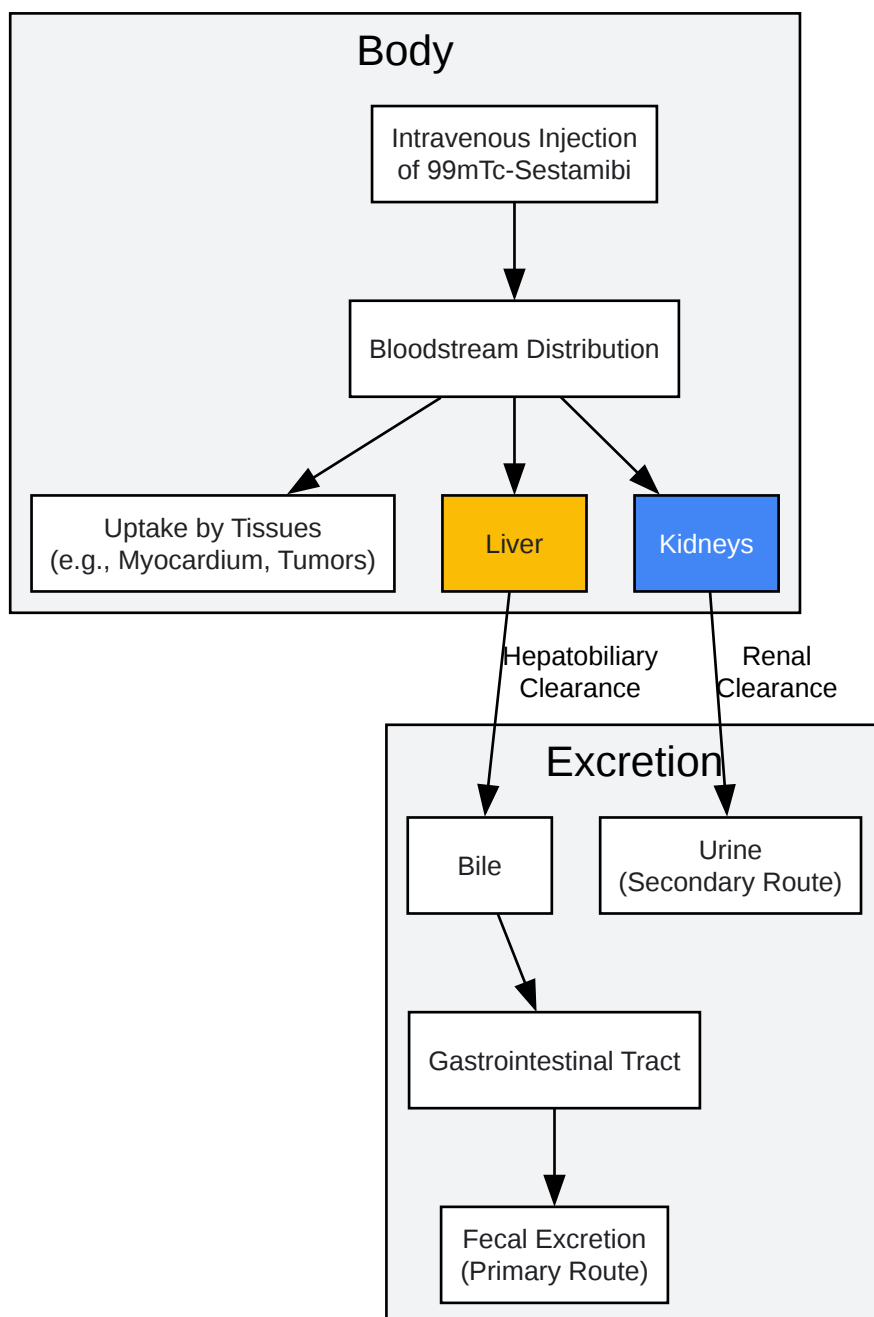 Body
Intravenous Injection
of 99mTc-Sestamibi
Bloodstream Distribution
Uptake by Tissues
(e.g., Myocardium, Tumors)
Liver
Kidneys
Hepatobiliary
Clearance
Renal
Clearance
Excretion
Bile
Urine
(Secondary Route)
Gastrointestinal Tract
Fecal Excretion
(Primary Route)